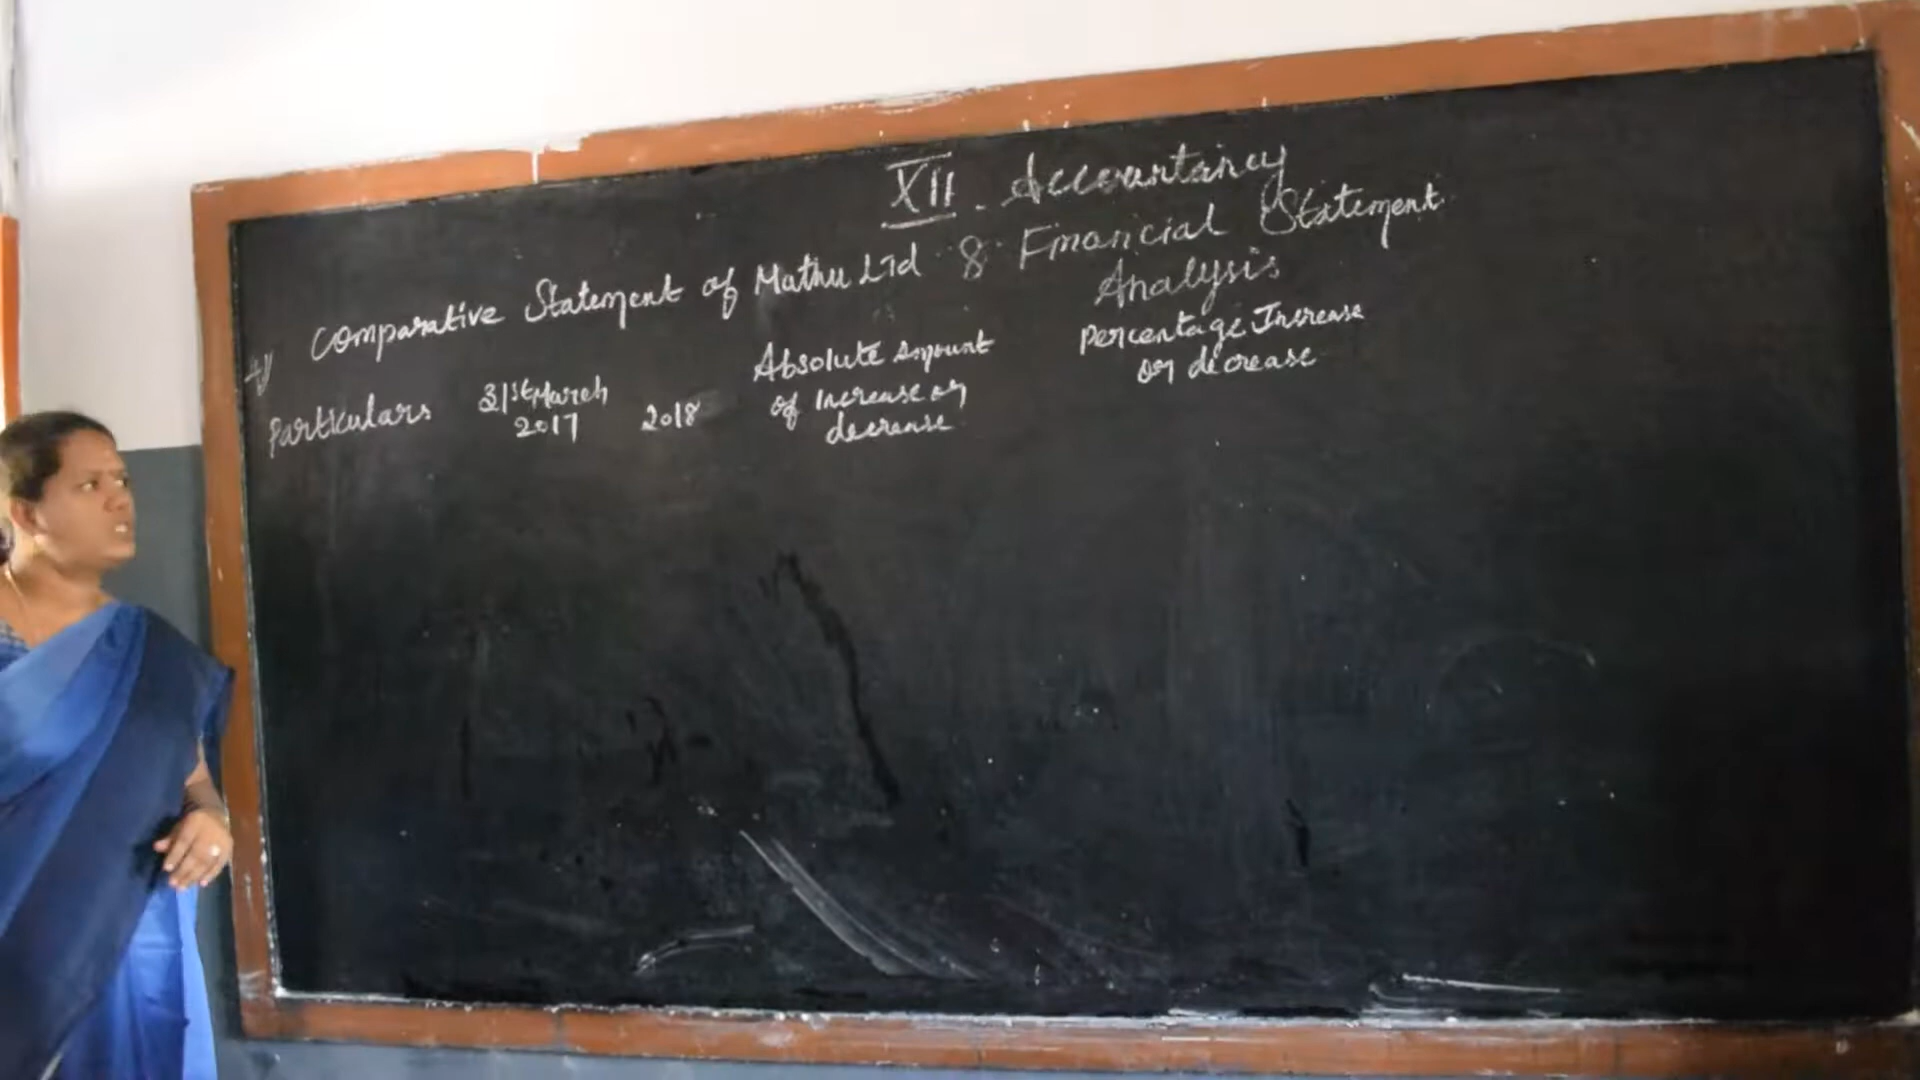 XII. Accountancy
8. Financial Statement
Analysis
4) Comparative Statement of Mathu Ltd
Particulars
31st March
2017
2018
Absolute amount
of Increase or
decrease
percentage Increase
or decrease